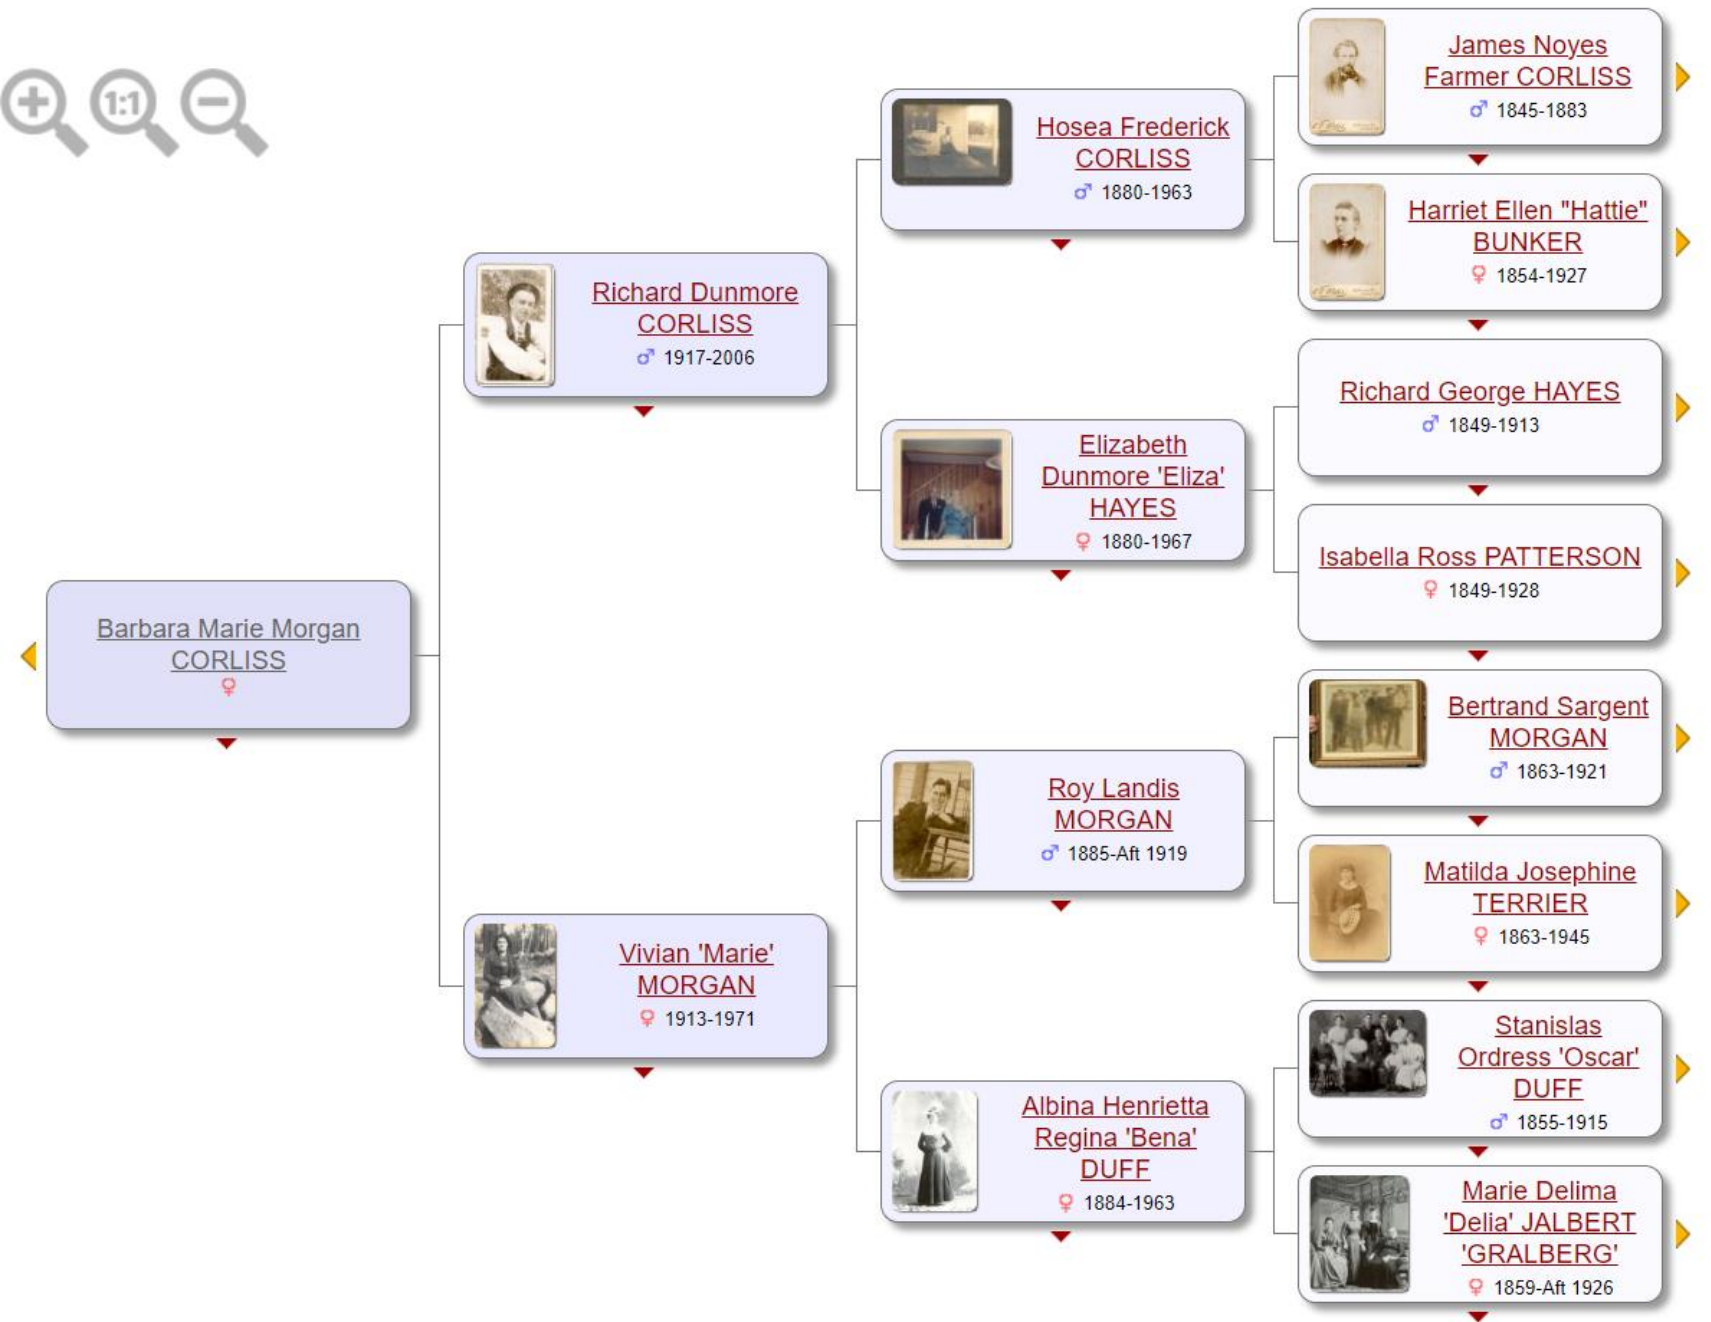 1:1
James Noyes
Farmer CORLISS
♂ 1845-1883
Hosea Frederick
CORLISS
♂ 1880-1963
Harriet Ellen "Hattie"
BUNKER
♀ 1854-1927
Richard Dunmore
CORLISS
♂ 1917-2006
Richard George HAYES
♂ 1849-1913
Elizabeth
Dunmore 'Eliza'
HAYES
♀ 1880-1967
Isabella Ross PATTERSON
♀ 1849-1928
Barbara Marie Morgan
CORLISS
♀
Bertrand Sargent
MORGAN
♂ 1863-1921
Roy Landis
MORGAN
♂ 1885-Aft 1919
Matilda Josephine
TERRIER
♀ 1863-1945
Vivian 'Marie'
MORGAN
♀ 1913-1971
Stanislas
Ordress 'Oscar'
DUFF
♂ 1855-1915
Albina Henrietta
Regina 'Bena'
DUFF
♀ 1884-1963
Marie Delima
'Delia' JALBERT
'GRALBERG'
♀ 1859-Aft 1926